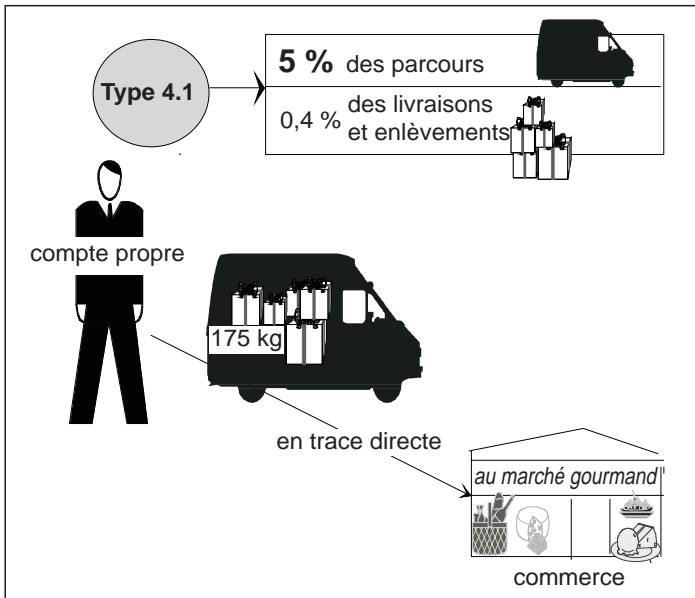 Type 4.1
5 % des parcours
0,4 % des livraisons
et enlèvements
compte propre
175 kg
en trace directe
au marché gourmand
commerce